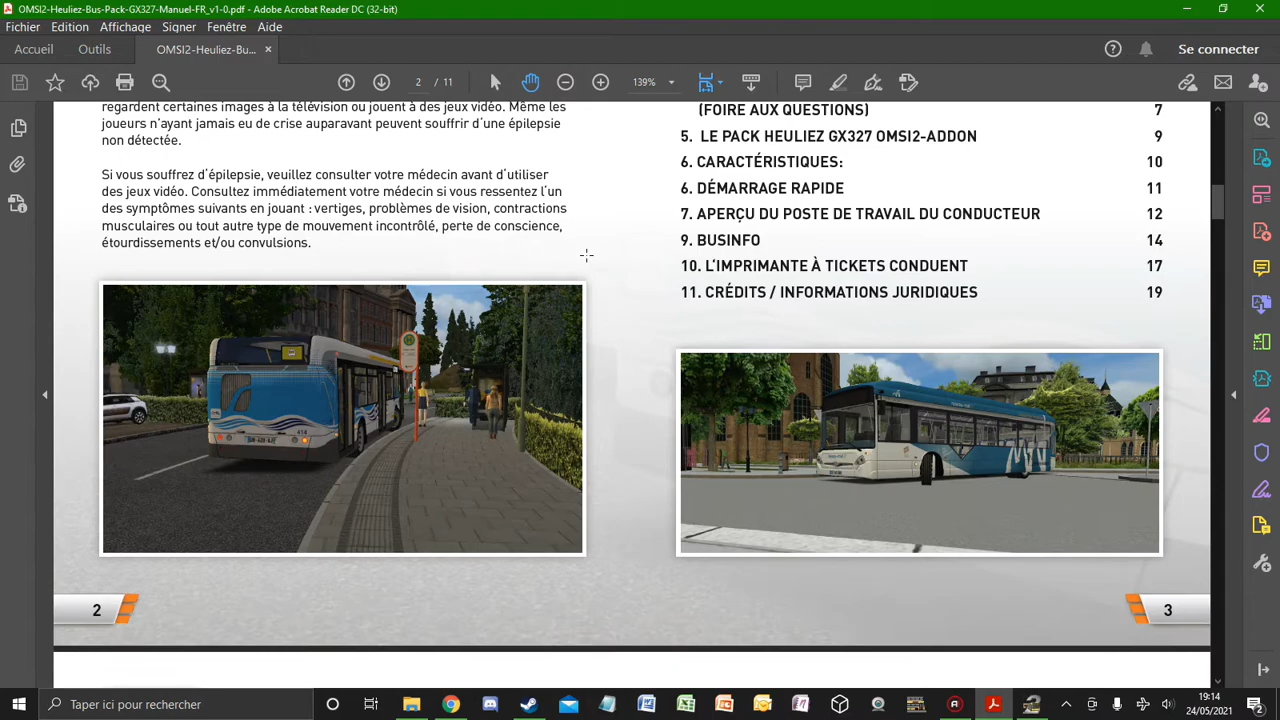 OMSI2-Heuliez-Bus-Pack-GX327-Manuel-FR_v1-0.pdf - Adobe Acrobat Reader DC (32-bit)
Fichier Edition Affichage Signer Fenêtre Aide
Accueil Outils OMSI2-Heuliez-Bu... Se connecter
2 / 11 139%
regardent certaines images à la télévision ou jouent à des jeux vidéo. Même les
joueurs n'ayant jamais eu de crise auparavant peuvent souffrir d'une épilepsie
non détectée.
Si vous souffrez d'épilepsie, veuillez consulter votre médecin avant d'utiliser
des jeux vidéo. Consultez immédiatement votre médecin si vous ressentez l'un
des symptômes suivants en jouant : vertiges, problèmes de vision, contractions
musculaires ou tout autre type de mouvement incontrôlé, perte de conscience,
étourdissements et/ou convulsions.
2
(FOIRE AUX QUESTIONS) 7
5. LE PACK HEULIEZ GX327 OMSI2-ADDON 9
6. CARACTÉRISTIQUES: 10
6. DÉMARRAGE RAPIDE 11
7. APERÇU DU POSTE DE TRAVAIL DU CONDUCTEUR 12
9. BUSINFO 14
10. L'IMPRIMANTE À TICKETS CONDUENT 17
11. CRÉDITS / INFORMATIONS JURIDIQUES 19
3
Taper ici pour rechercher
19:14
24/05/2021
2